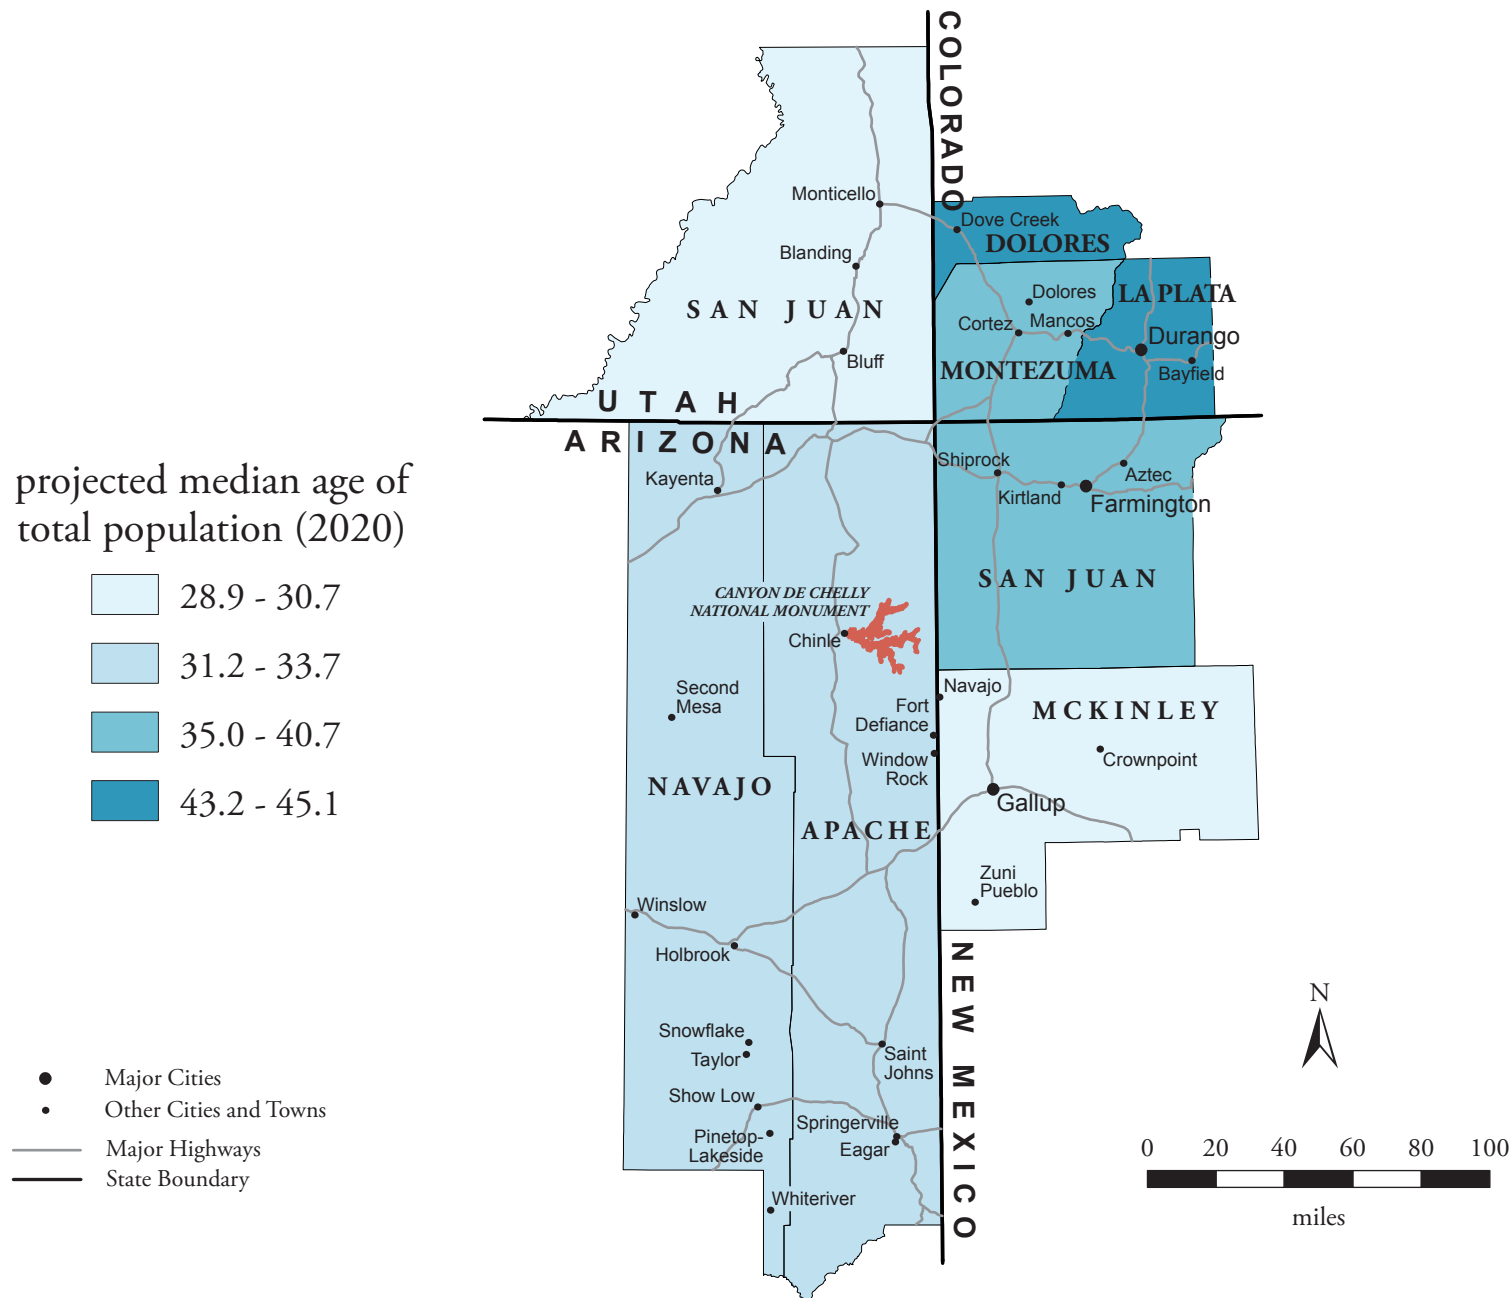 COLORADO
Monticello
Dove Creek
DOLORES
Blanding
Dolores
LA PLATA
SAN JUAN
Cortez
Mancos
Durango
Bluff
MONTEZUMA
Bayfield
UTAH
ARIZONA
projected median age of
total population (2020)
28.9 - 30.7
31.2 - 33.7
35.0 - 40.7
43.2 - 45.1
Kayenta
Shiprock
Aztec
Kirtland
Farmington
SAN JUAN
CANYON DE CHELLY
NATIONAL MONUMENT
Chinle
Second
Mesa
Navajo
Fort
Defiance
MCKINLEY
Window
Rock
Crownpoint
NAVAJO
Gallup
APACHE
Zuni
Pueblo
Winslow
Holbrook
NEW MEXICO
Snowflake
Taylor
Saint
Johns
Show Low
Springerville
Eagar
Pinetop-
Lakeside
Whiteriver
Major Cities
Other Cities and Towns
Major Highways
State Boundary
N
0 20 40 60 80 100
miles